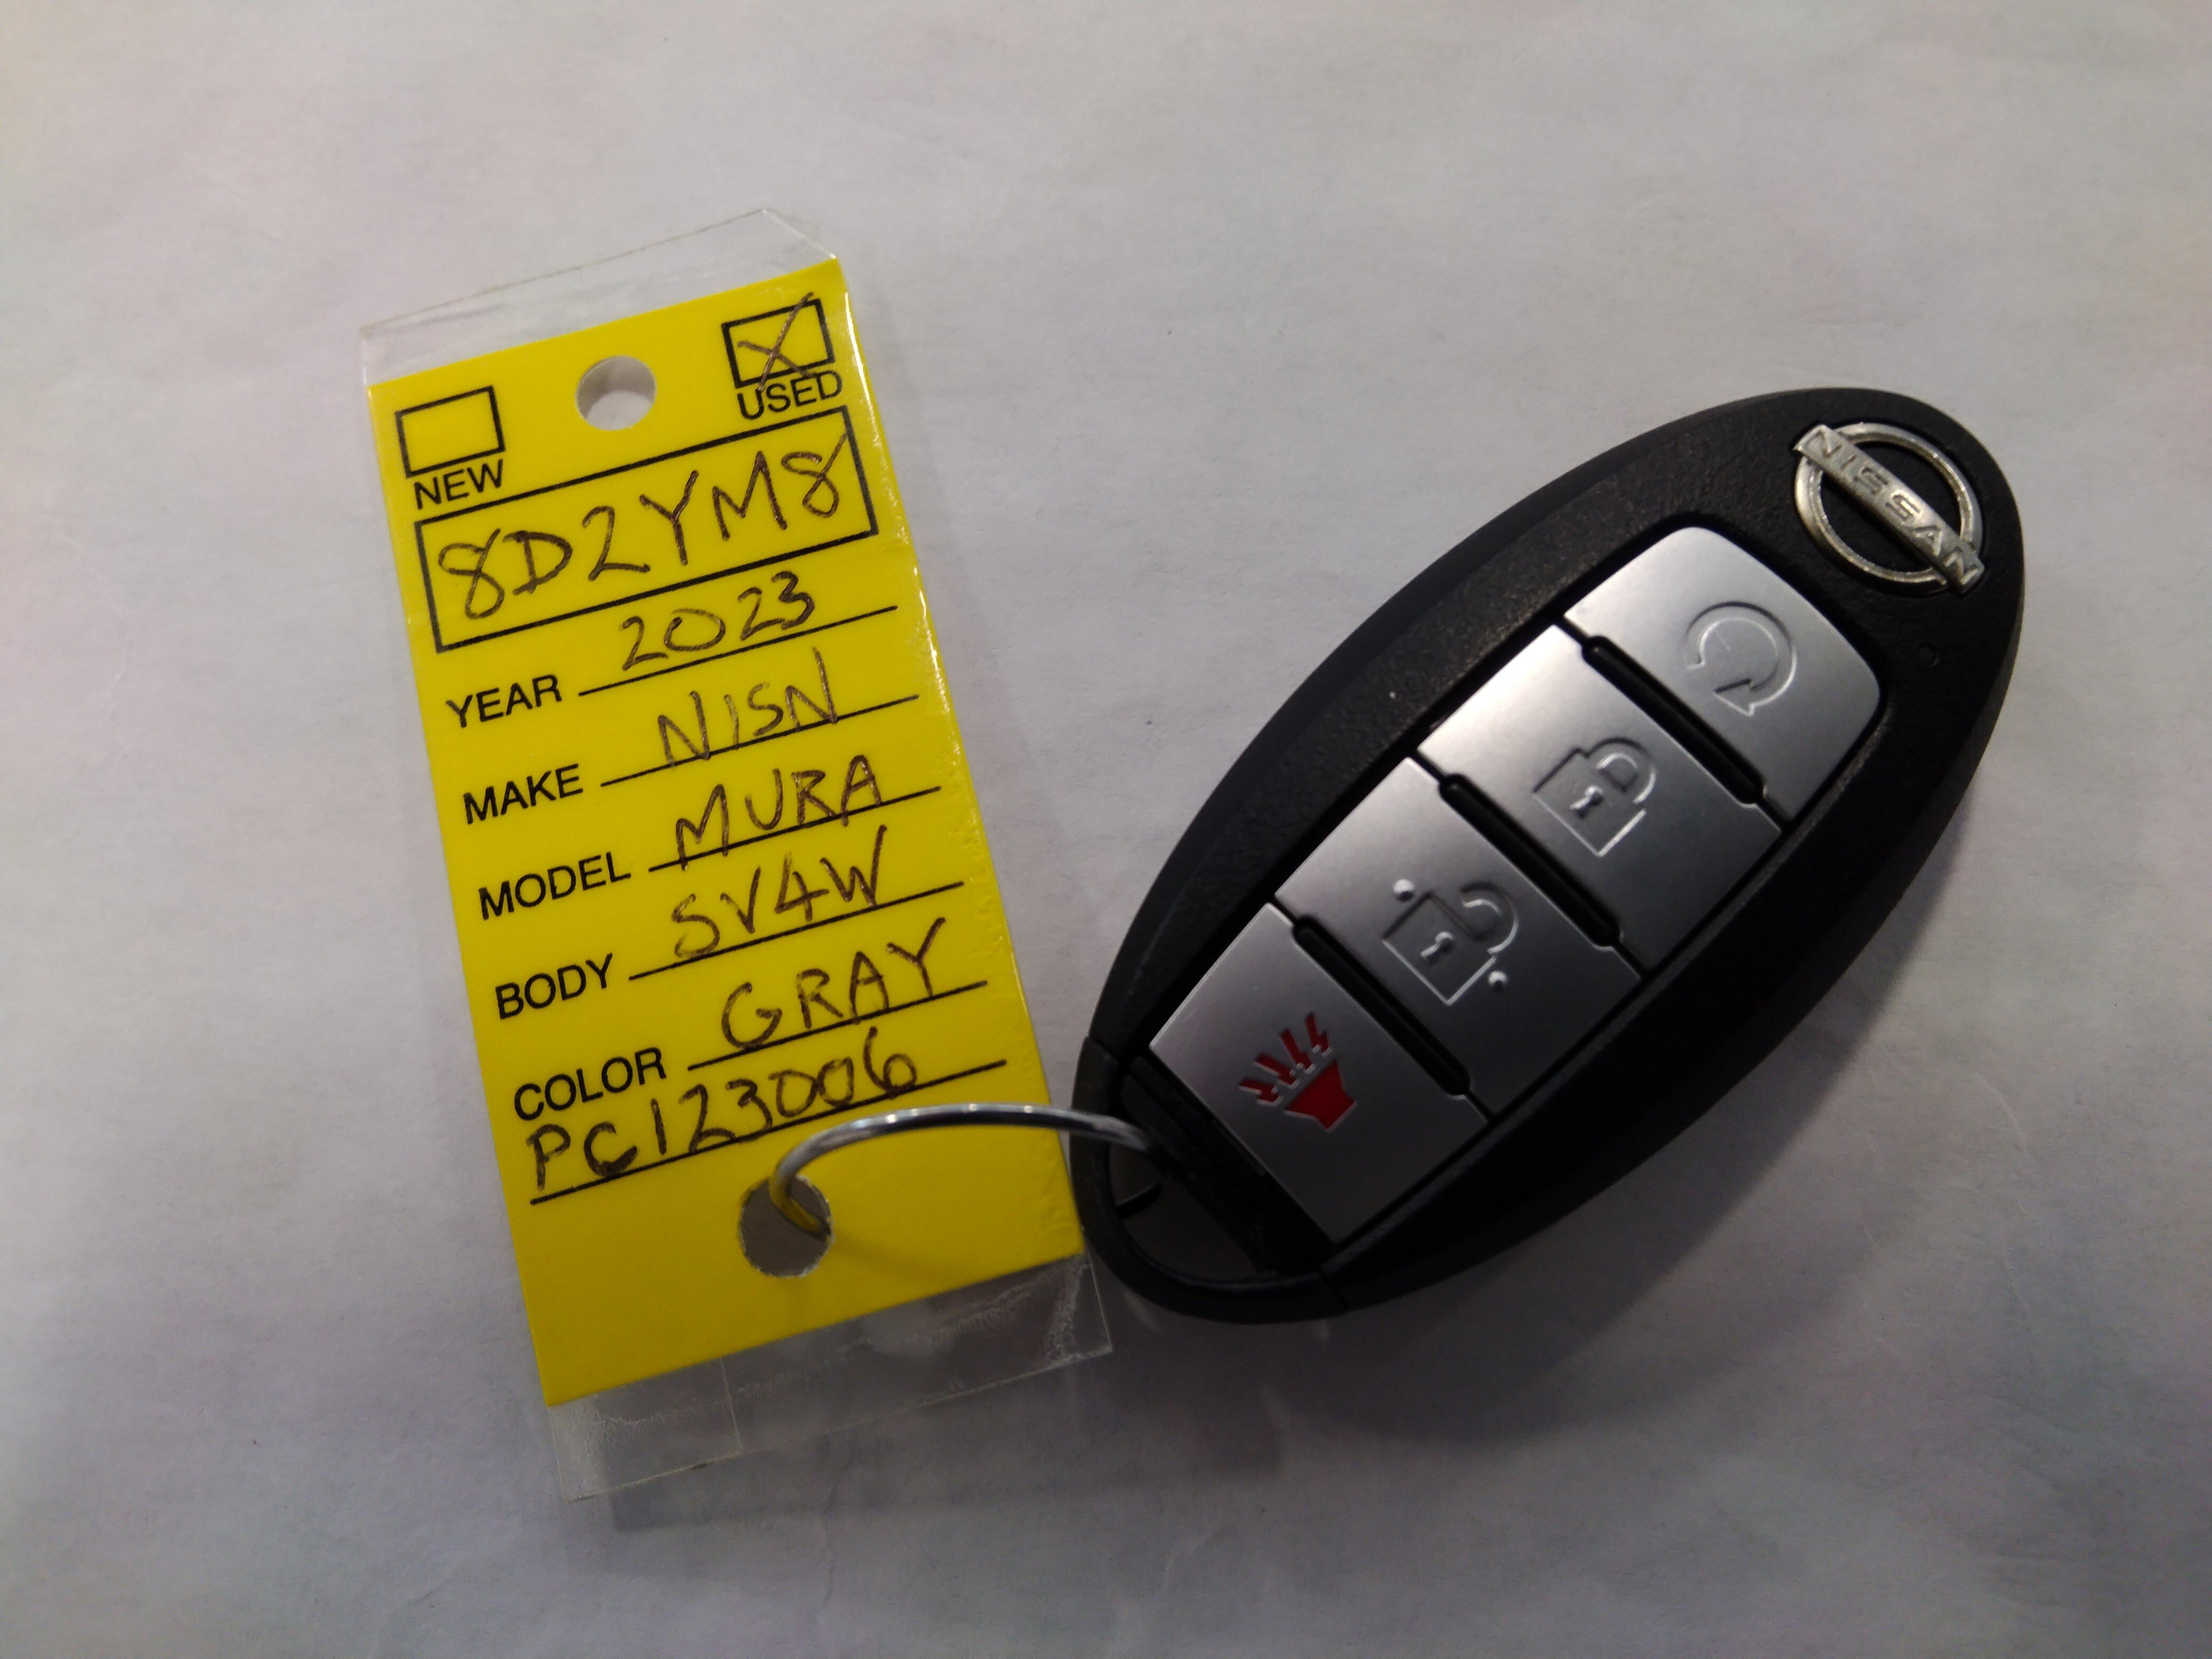 NEW
USED
8D2YM8
YEAR 2023
MAKE NISN
MODEL MURA
BODY SV4W
COLOR GRAY
PC123006
NISSAN